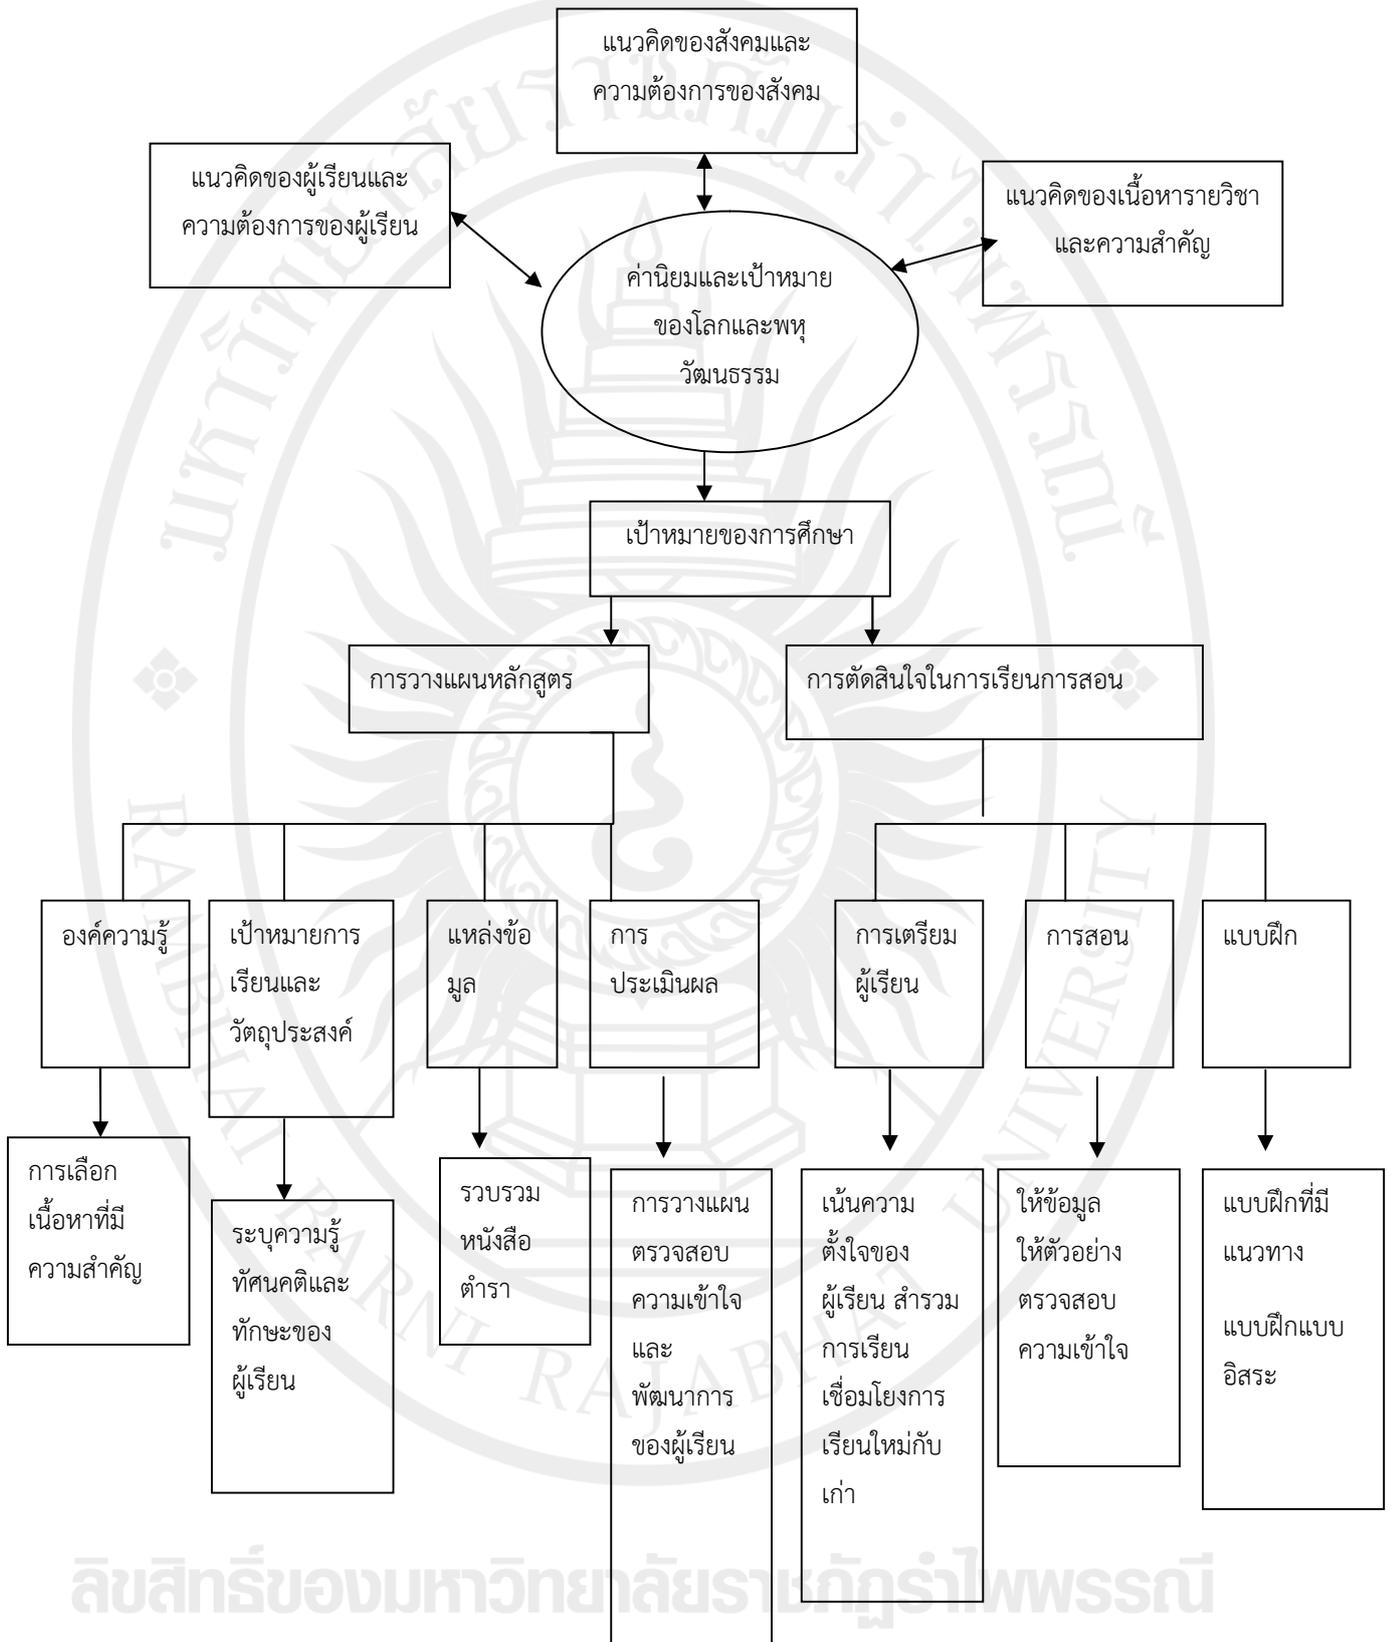 แนวคิดของสังคมและ
ความต้องการของสังคม
แนวคิดของผู้เรียนและ
ความต้องการของผู้เรียน
แนวคิดของเนื้อหารายวิชา
และความสำคัญ
ค่านิยมและเป้าหมาย
ของโลกและพหุ
วัฒนธรรม
เป้าหมายของการศึกษา
การวางแผนหลักสูตร
การตัดสินใจในการเรียนการสอน
องค์ความรู้
เป้าหมายการ
เรียนและ
วัตถุประสงค์
แหล่งข้อ
มูล
การ
ประเมินผล
การเตรียม
ผู้เรียน
การสอน
แบบฝึก
การเลือก
เนื้อหาที่มี
ความสำคัญ
ระบุความรู้
ทัศนคติและ
ทักษะของ
ผู้เรียน
รวบรวม
หนังสือ
ตำรา
การวางแผน
ตรวจสอบ
ความเข้าใจ
และ
พัฒนาการ
ของผู้เรียน
เน้นความ
ตั้งใจของ
ผู้เรียน สำรวม
การเรียน
เชื่อมโยงการ
เรียนใหม่กับ
เก่า
ให้ข้อมูล
ให้ตัวอย่าง
ตรวจสอบ
ความเข้าใจ
แบบฝึกที่มี
แนวทาง
แบบฝึกแบบ
อิสระ
มหาวิทยาลัยราชภัฏรำไพพรรณี
RAMBHAI BARNI RAJABHAT UNIVERSITY
ลิขสิทธิ์ของมหาวิทยาลัยราชภัฏรำไพพรรณี